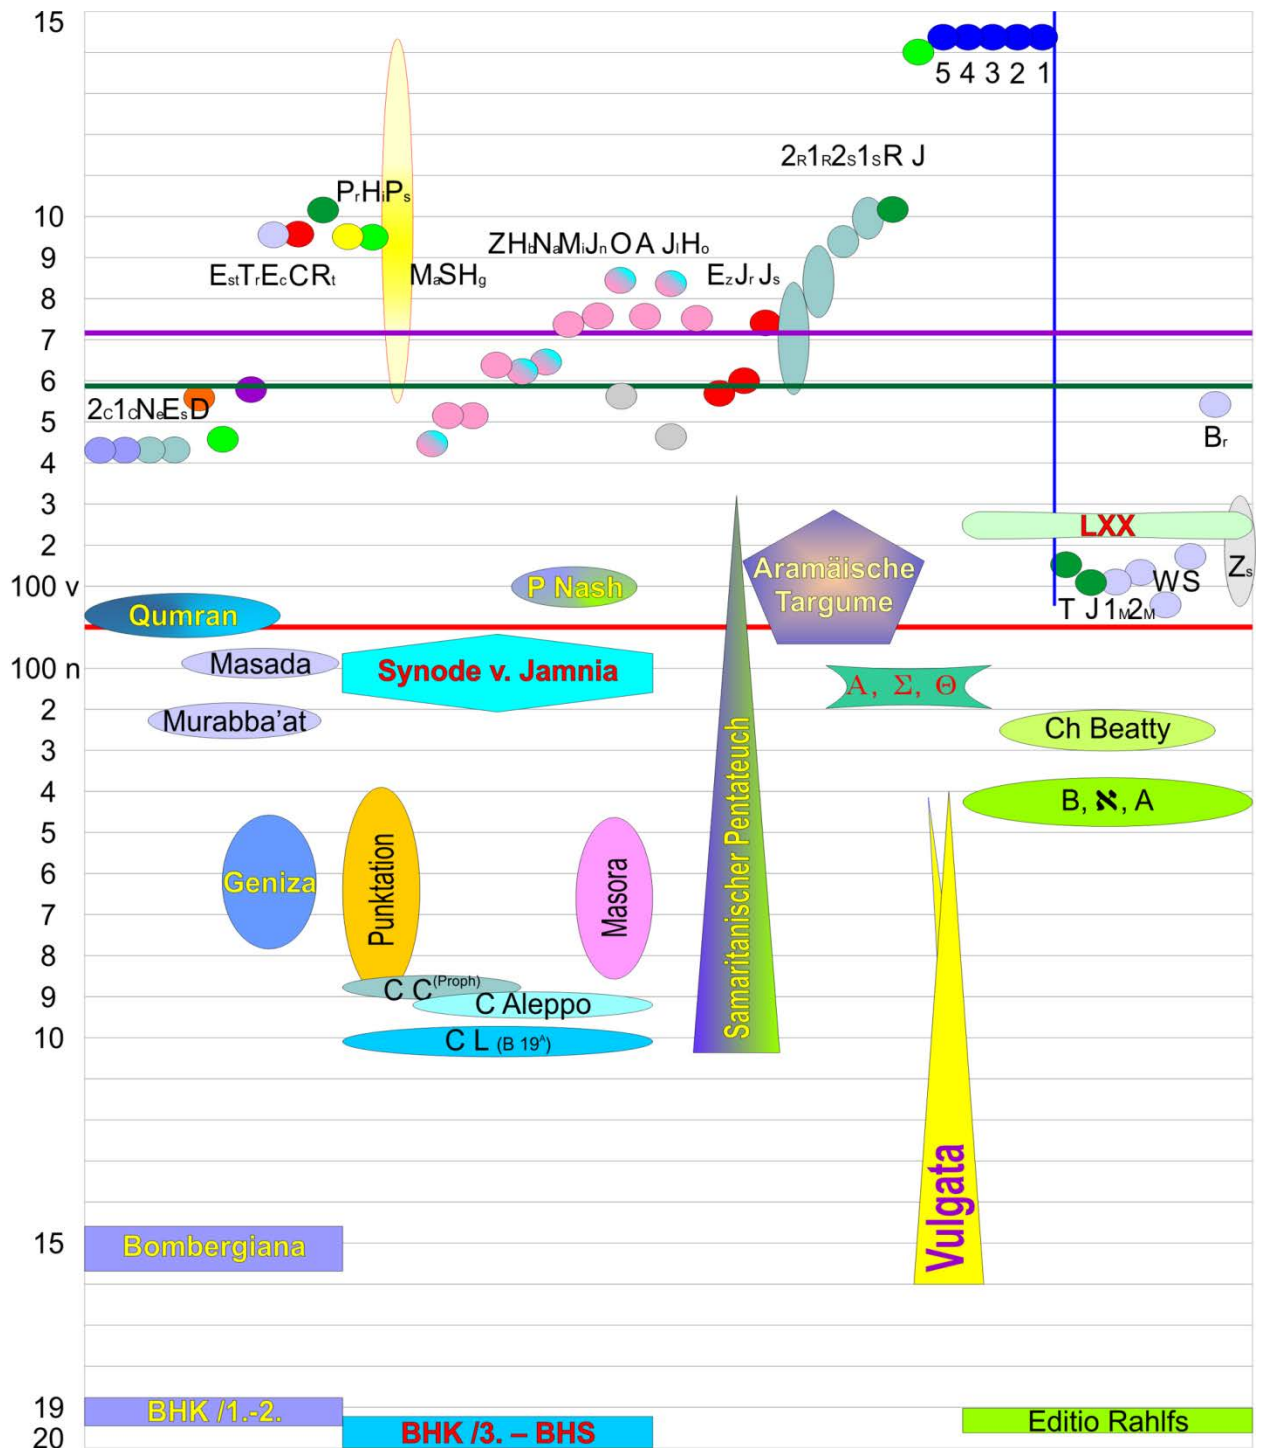 15
5 4 3 2 1
2R1R2S1SR J
PrHiPs
10
ZHbNaMiJnOA JlHo
9
EstTrEcCRt
MaSHg
EzJrJs
8
7
6
2C1CNeEsD
5
Br
4
3
LXX
2
Aramäische
Targume
Zs
100 v
P Nash
WS
Qumran
T J1M2M
Masada
100 n
Synode v. Jamnia
Α, Σ, Θ
2
Murabba’at
Ch Beatty
3
4
B, א, A
5
Samaritanischer Pentateuch
6
Geniza
Punktation
Masora
7
8
C C(Proph)
9
C Aleppo
10
C L (B 19A)
Vulgata
15
Bombergiana
19
BHK /1.-2.
Editio Rahlfs
20
BHK /3. – BHS